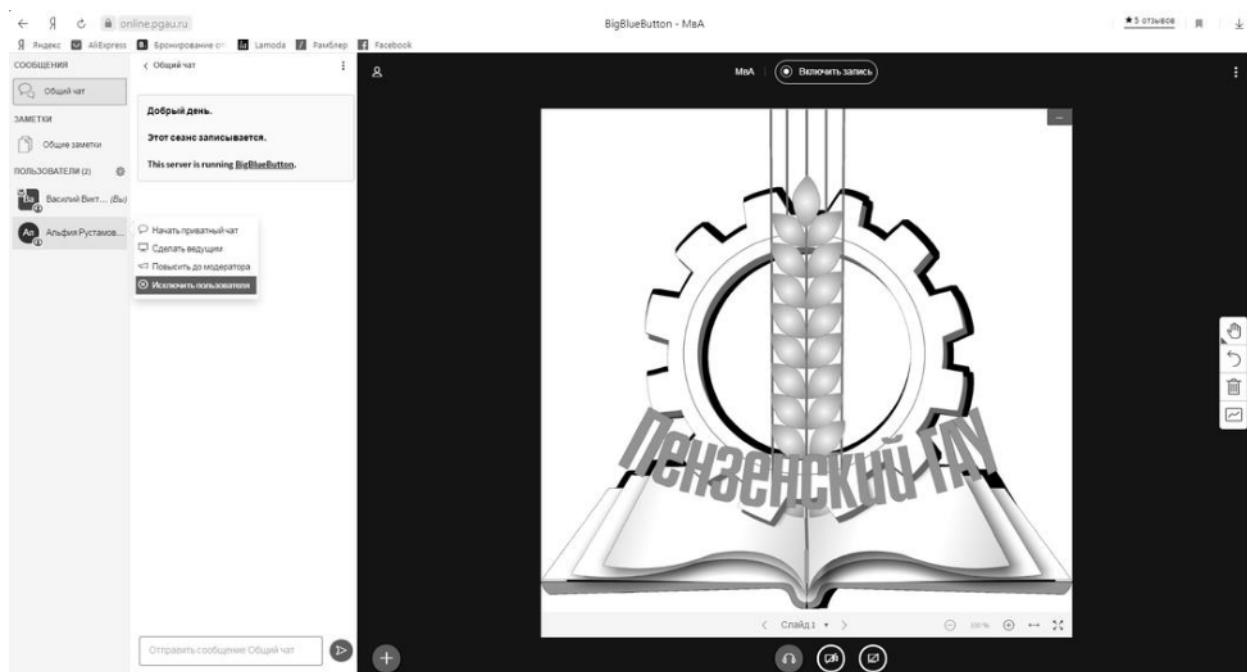 online.pgau.ru
BigBlueButton - МвА
★5 отзывов
Яндекс AliExpress Бронирование от Lamoda Рамблер Facebook
СООБЩЕНИЯ
Общий чат
ЗАМЕТКИ
Общие заметки
ПОЛЬЗОВАТЕЛИ (2)
Ва Василий Викт... (Вы)
Ал Альфия Рустамов...
Общий чат
Добрый день.
Этот сеанс записывается.
This server is running BigBlueButton.
Начать приватный чат
Сделать ведущим
Повысить до модератора
Исключить пользователя
Отправить сообщение Общий чат
МвА
Включить запись
Пензенский ГАУ
Слайд 1
100%